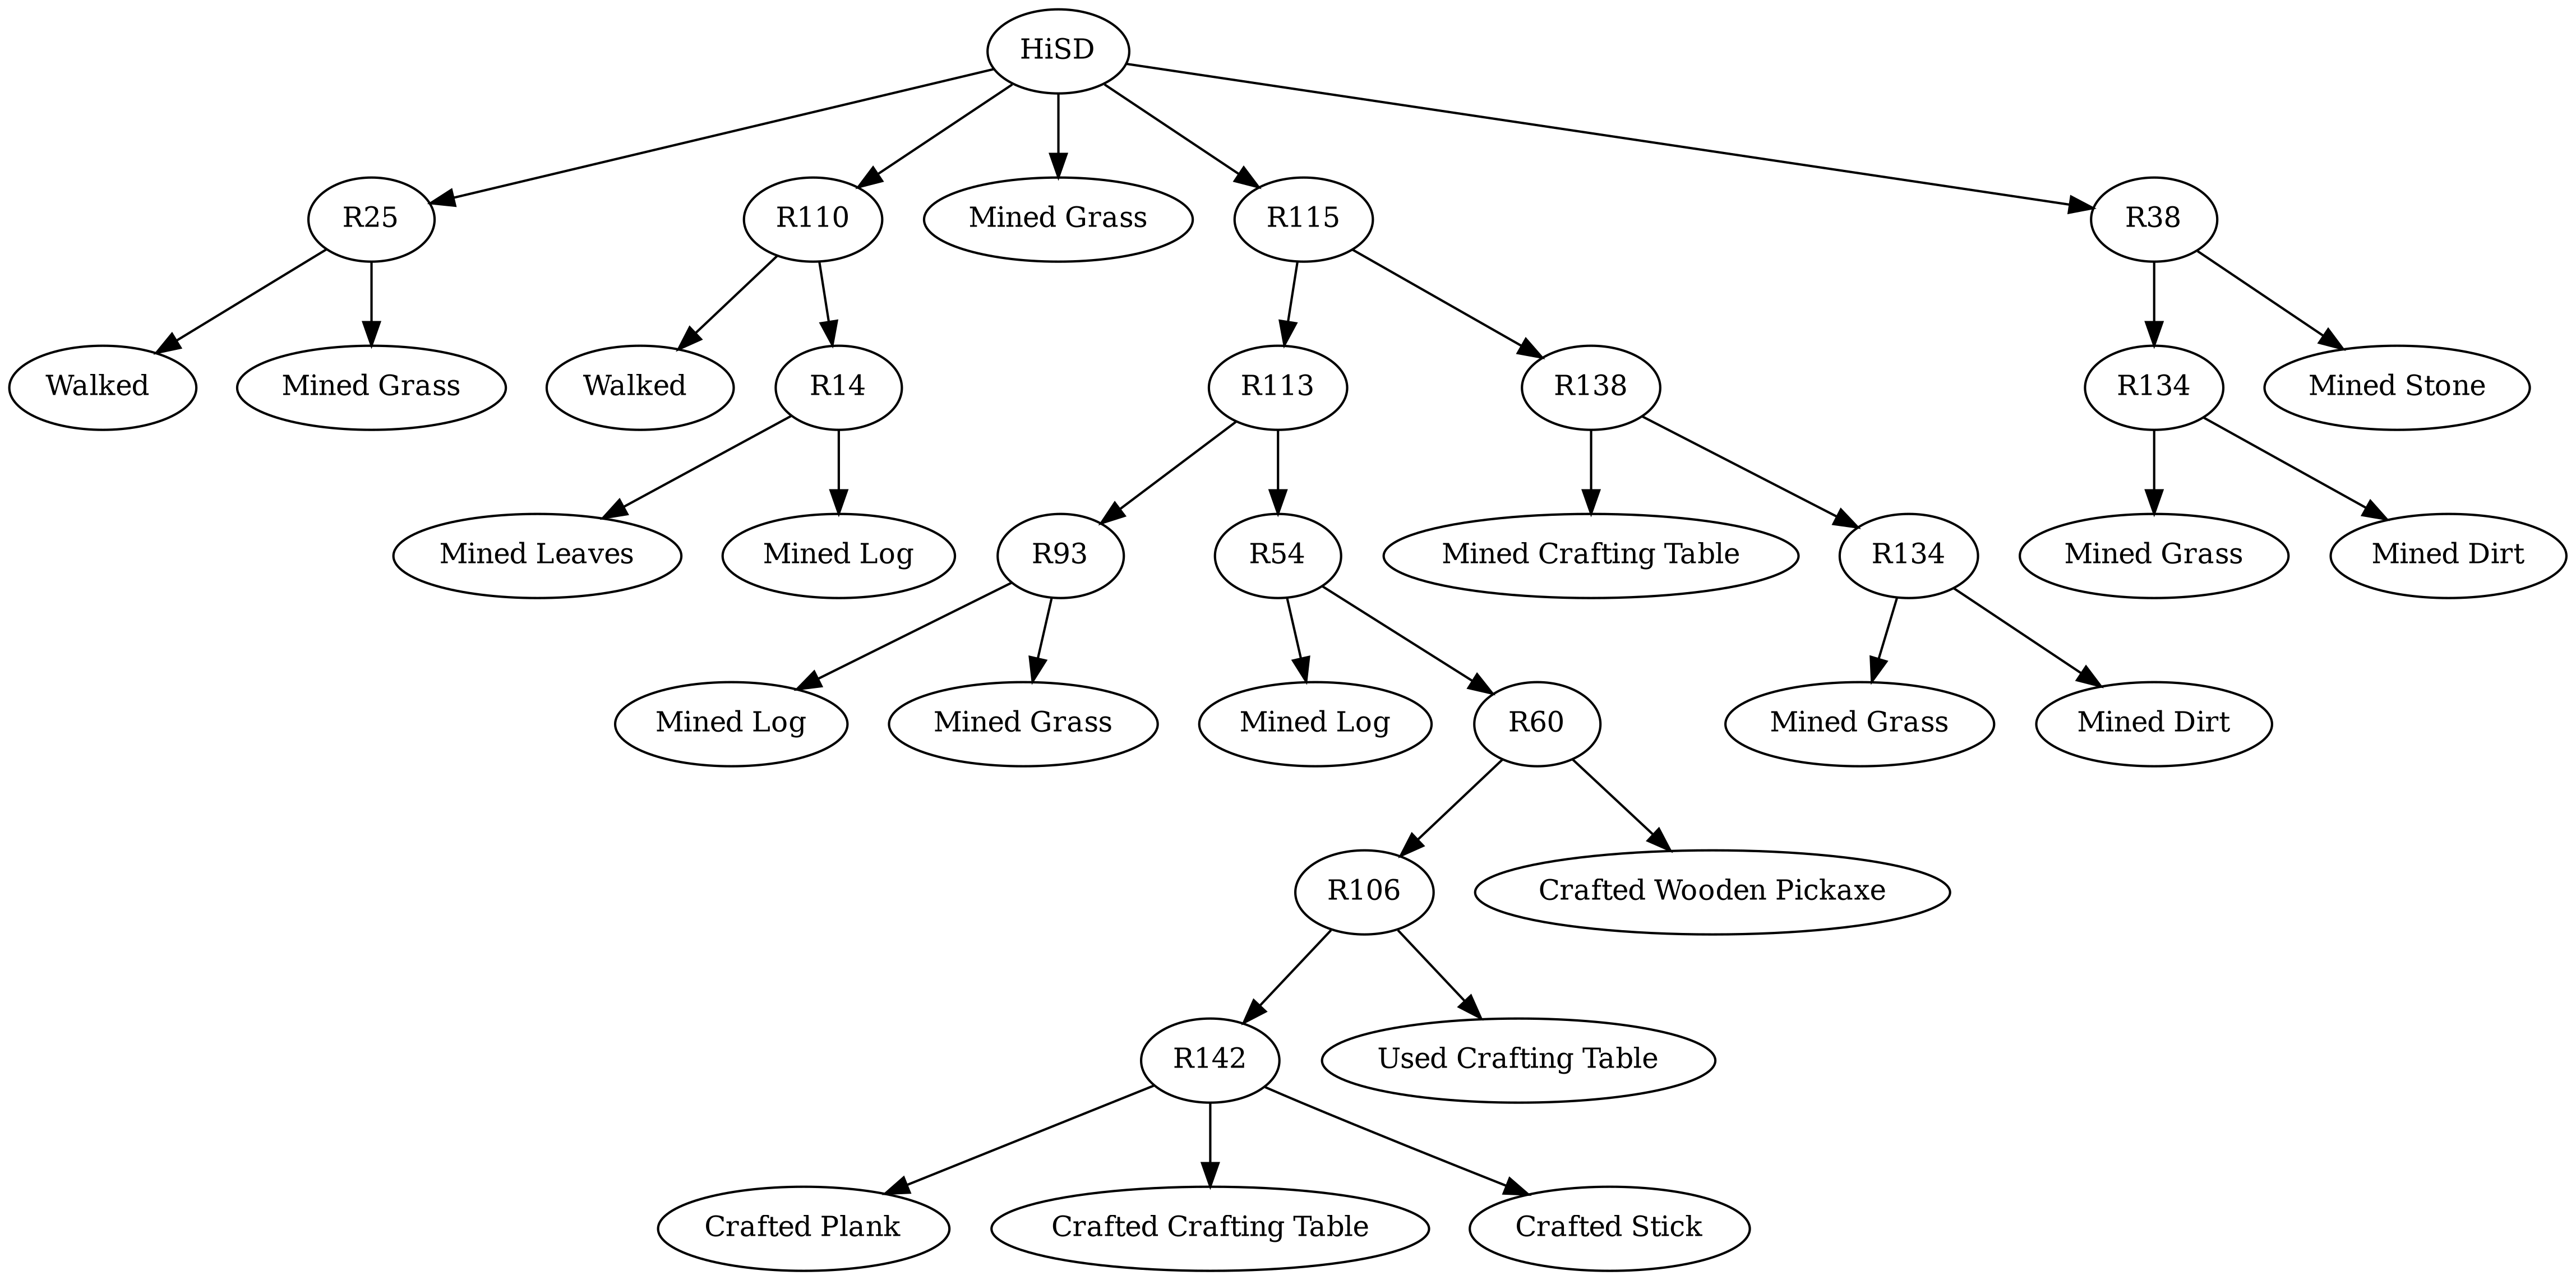 HiSD
R25
R110
Mined Grass
R115
R38
Walked
Mined Grass
Walked
R14
R113
R138
R134
Mined Stone
Mined Leaves
Mined Log
R93
R54
Mined Crafting Table
R134
Mined Grass
Mined Dirt
Mined Log
Mined Grass
Mined Log
R60
Mined Grass
Mined Dirt
R106
Crafted Wooden Pickaxe
R142
Used Crafting Table
Crafted Plank
Crafted Crafting Table
Crafted Stick